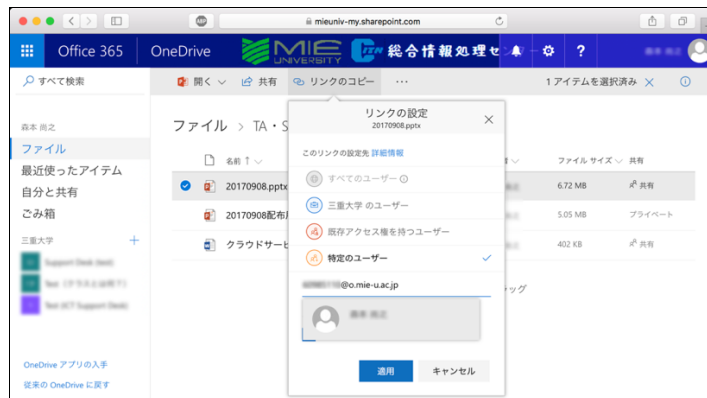 mieuniv-my.sharepoint.com
ABP
Office 365
OneDrive
MIE
UNIVERSITY
総合情報処理セ
?
すべて検索
開く
共有
リンクのコピー
...
1アイテムを選択済み
森本 尚之
ファイル
最近使ったアイテム
自分と共有
ごみ箱
三重大学
OneDrive アプリの入手
従来の OneDrive に戻す
ファイル > TA・S
名前 ↑
ファイル サイズ
共有
20170908.pptx
6.72 MB
共有
20170908配布
5.05 MB
プライベート
クラウドサービ
402 KB
共有
リンクの設定
20170908.pptx
このリンクの設定先 詳細情報
すべてのユーザー
三重大学 のユーザー
既存アクセス権を持つユーザー
特定のユーザー
@o.mie-u.ac.jp
適用
キャンセル
ッグ